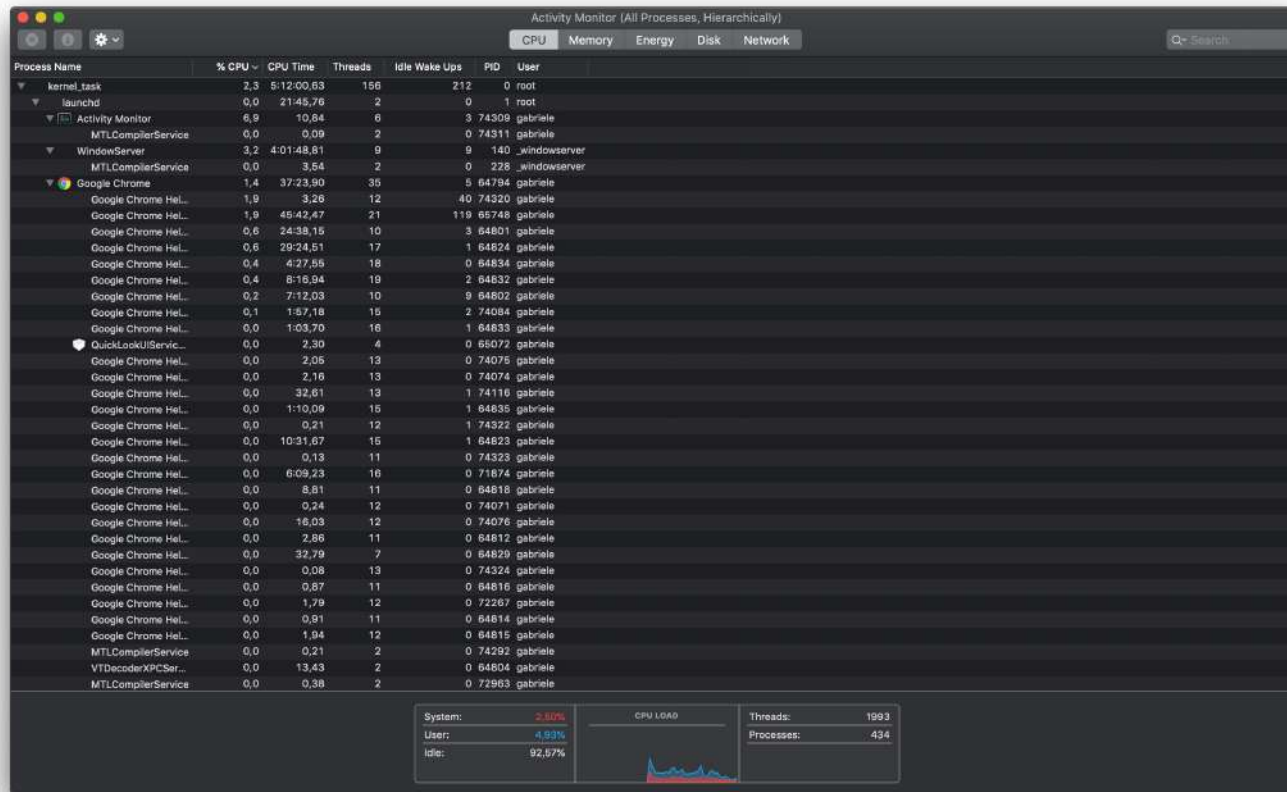 Activity Monitor (All Processes, Hierarchically)
CPU Memory Energy Disk Network Search
Process Name % CPU CPU Time Threads Idle Wake Ups PID User
kernel_task 2,3 5:12:00,63 156 212 0 root
launchd 0,0 21:45,76 2 0 1 root
Activity Monitor 6,9 10,84 6 3 74309 gabriele
MTLCompilerService 0,0 0,09 2 0 74311 gabriele
WindowServer 3,2 4:01:48,81 9 9 140 _windowserver
MTLCompilerService 0,0 3,54 2 0 228 _windowserver
Google Chrome 1,4 37:23,90 35 5 64794 gabriele
Google Chrome Hel... 1,9 3,26 12 40 74320 gabriele
Google Chrome Hel... 1,9 45:42,47 21 119 65748 gabriele
Google Chrome Hel... 0,6 24:38,15 10 3 64801 gabriele
Google Chrome Hel... 0,6 29:24,51 17 1 64824 gabriele
Google Chrome Hel... 0,4 4:27,55 18 0 64834 gabriele
Google Chrome Hel... 0,4 8:16,94 19 2 64832 gabriele
Google Chrome Hel... 0,2 7:12,03 10 9 64802 gabriele
Google Chrome Hel... 0,1 1:57,18 15 2 74084 gabriele
Google Chrome Hel... 0,0 1:03,70 16 1 64833 gabriele
QuickLookUIServic... 0,0 2,30 4 0 65072 gabriele
Google Chrome Hel... 0,0 2,05 13 0 74075 gabriele
Google Chrome Hel... 0,0 2,16 13 0 74074 gabriele
Google Chrome Hel... 0,0 32,61 13 1 74116 gabriele
Google Chrome Hel... 0,0 1:10,09 15 1 64835 gabriele
Google Chrome Hel... 0,0 0,21 12 1 74322 gabriele
Google Chrome Hel... 0,0 10:31,67 15 1 64823 gabriele
Google Chrome Hel... 0,0 0,13 11 0 74323 gabriele
Google Chrome Hel... 0,0 6:09,23 16 0 71874 gabriele
Google Chrome Hel... 0,0 8,81 11 0 64818 gabriele
Google Chrome Hel... 0,0 0,24 12 0 74071 gabriele
Google Chrome Hel... 0,0 16,03 12 0 74076 gabriele
Google Chrome Hel... 0,0 2,86 11 0 64812 gabriele
Google Chrome Hel... 0,0 32,79 7 0 64829 gabriele
Google Chrome Hel... 0,0 0,08 13 0 74324 gabriele
Google Chrome Hel... 0,0 0,87 11 0 64816 gabriele
Google Chrome Hel... 0,0 1,79 12 0 72267 gabriele
Google Chrome Hel... 0,0 0,91 11 0 64814 gabriele
Google Chrome Hel... 0,0 1,94 12 0 64815 gabriele
MTLCompilerService 0,0 0,21 2 0 74292 gabriele
VTDecoderXPCSer... 0,0 13,43 2 0 64804 gabriele
MTLCompilerService 0,0 0,38 2 0 72963 gabriele
System: 2,50% CPU LOAD Threads: 1993
User: 4,93% Processes: 434
Idle: 92,57%